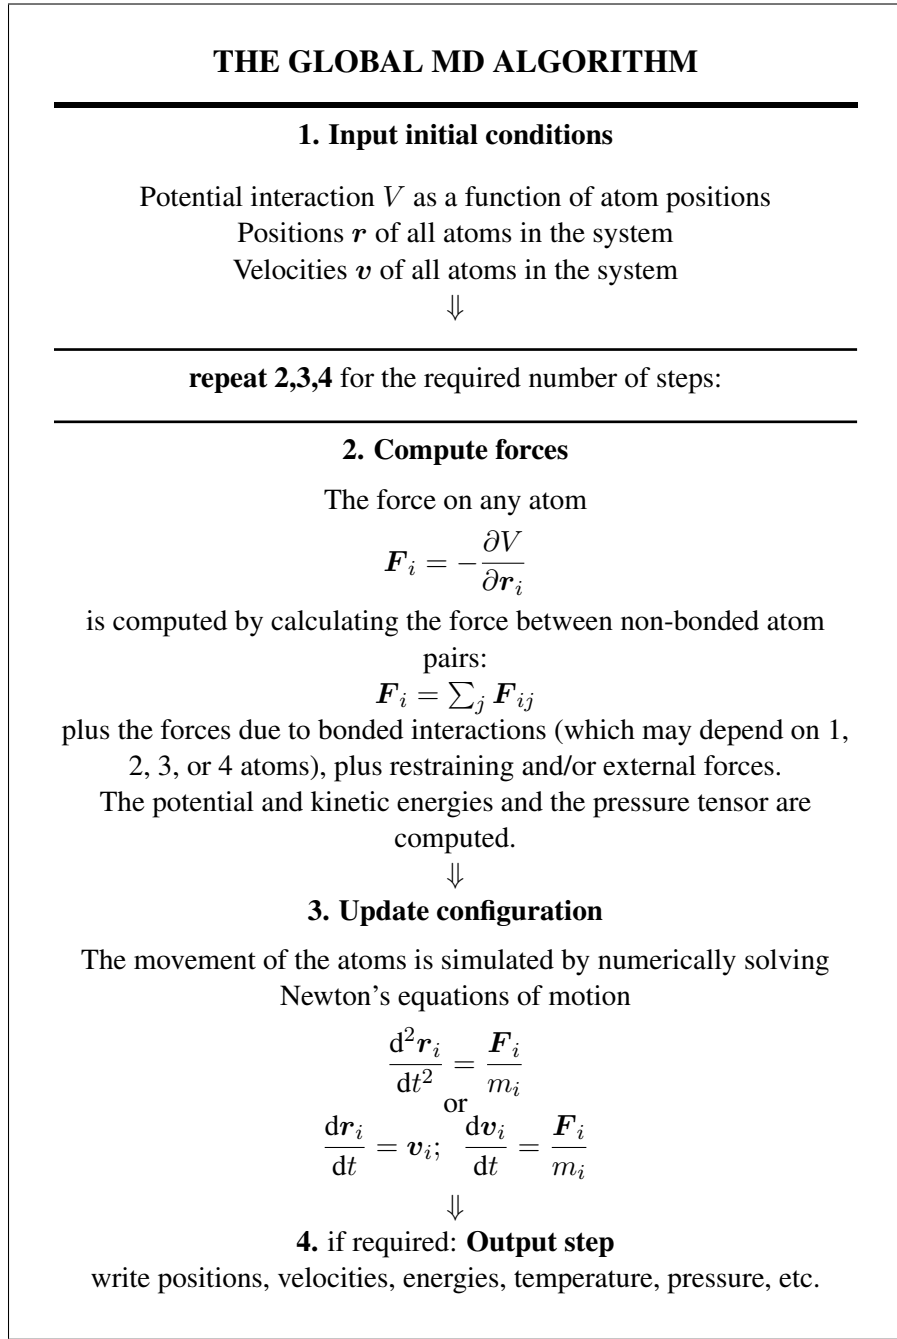 THE GLOBAL MD ALGORITHM
1. Input initial conditions
Potential interaction V as a function of atom positions
Positions r of all atoms in the system
Velocities v of all atoms in the system
⇓
repeat 2,3,4 for the required number of steps:
2. Compute forces
The force on any atom
F_i = −∂V/∂r_i
is computed by calculating the force between non-bonded atom
pairs:
F_i = ∑_j F_ij
plus the forces due to bonded interactions (which may depend on 1,
2, 3, or 4 atoms), plus restraining and/or external forces.
The potential and kinetic energies and the pressure tensor are
computed.
⇓
3. Update configuration
The movement of the atoms is simulated by numerically solving
Newton's equations of motion
d²r_i/dt² = F_i/m_i
or
dr_i/dt = v_i; dv_i/dt = F_i/m_i
⇓
4. if required: Output step
write positions, velocities, energies, temperature, pressure, etc.